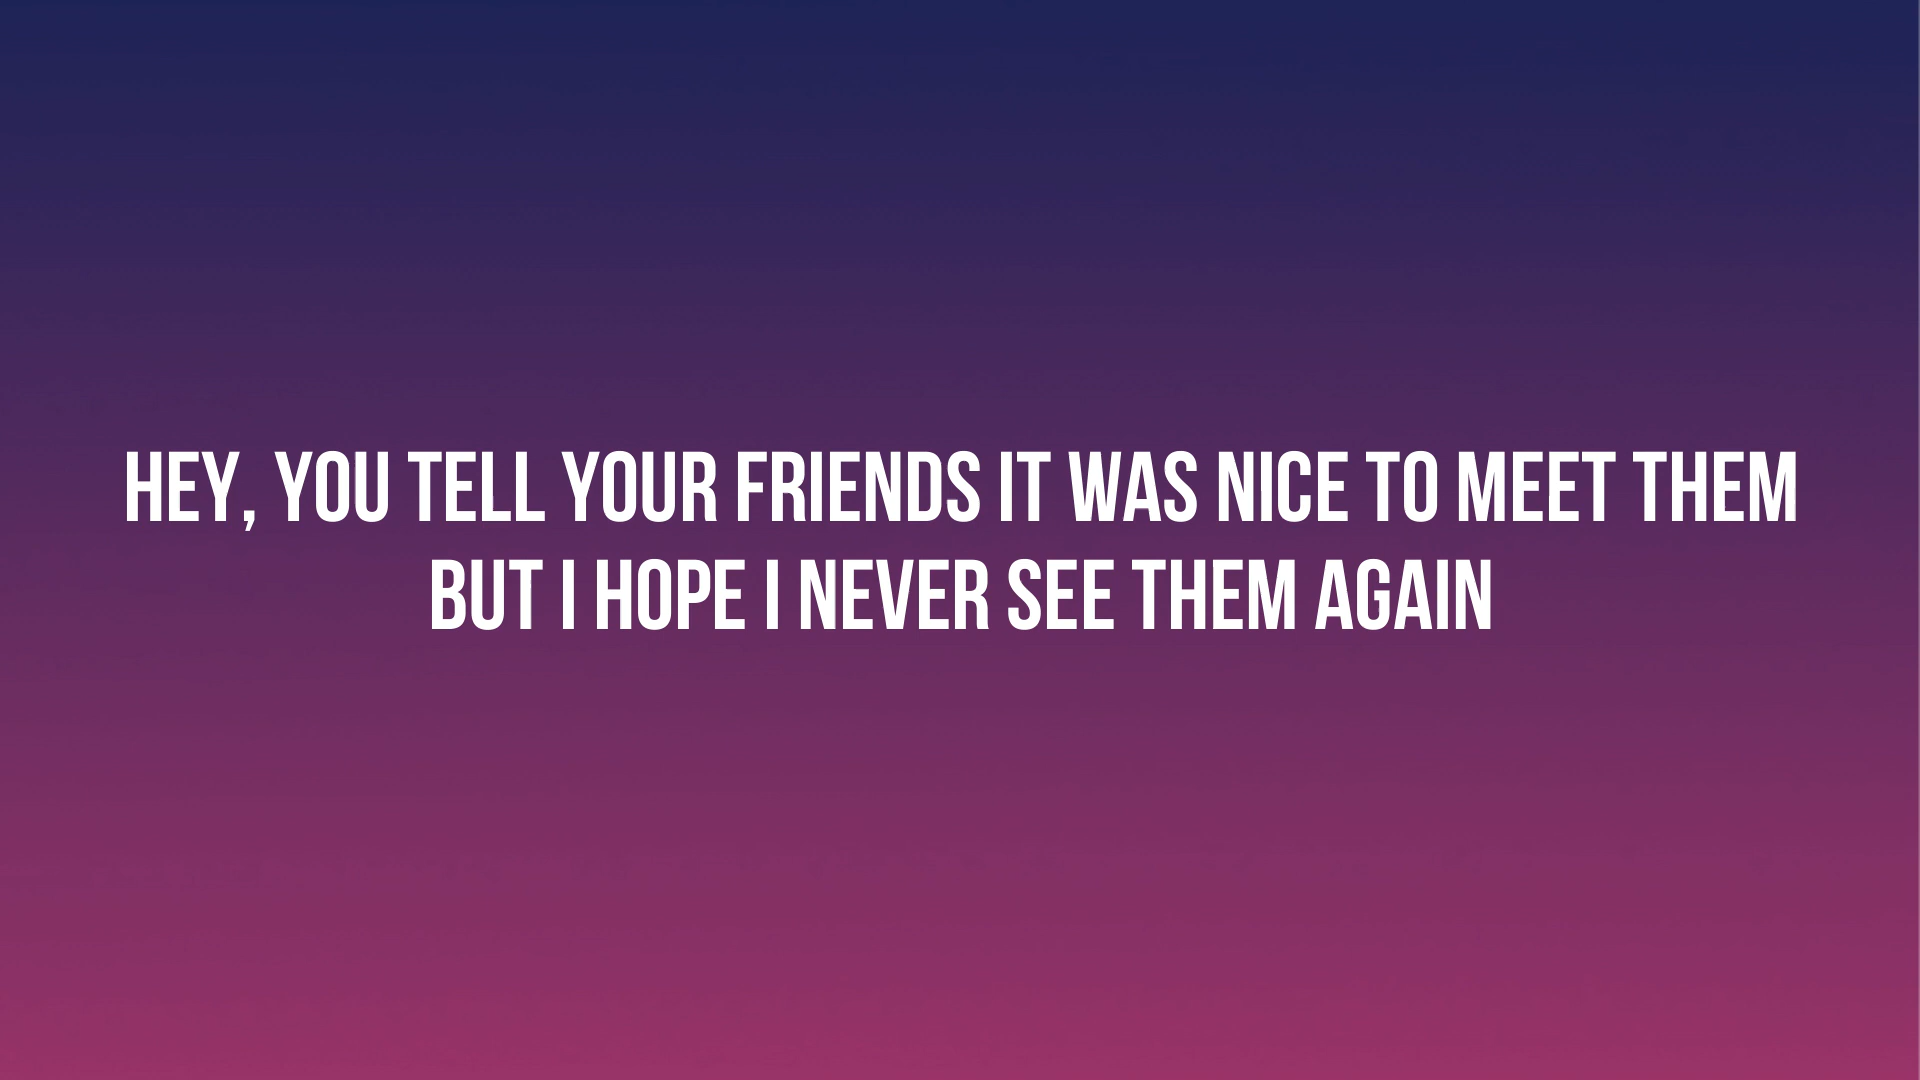 HEY, YOU TELL YOUR FRIENDS IT WAS NICE TO MEET THEM
BUT I HOPE I NEVER SEE THEM AGAIN